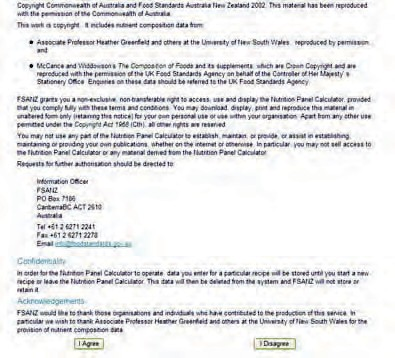 Copyright Commonwealth of Australia and Food Standards Australia New Zealand 2002. This material has been reproduced
with the permission of the Commonwealth of Australia.
This work is copyright. It includes nutrient composition data from:
● Associate Professor Heather Greenfield and others at the University of New South Wales . reproduced by permission .
and
● McCance and Widdowson's The Composition of Foods and its supplements, which are Crown Copyright and are
reproduced with the permission of the UK Food Standards Agency on behalf of the Controller of Her Majesty' s
Stationery Office. Enquiries on these data should be referred to the UK Food Standards Agency.
FSANZ grants you a non-exclusive, non-transferable right to access, use and display the Nutrition Panel Calculator, provided
that you comply fully with these terms and conditions. You may download, display, print and reproduce this material in
unaltered form only (retaining this notice) for your own personal use or use within your organisation. Apart from any other use
permitted under the Copyright Act 1968 (Cth), all other rights are reserved.
You may not use any part of the Nutrition Panel Calculator to establish, maintain, or provide, or assist in establishing,
maintaining or providing your own publications, whether on the internet or otherwise. In particular, you may not sell access to
the Nutrition Panel Calculator or any material derived from the Nutrition Panel Calculator.
Requests for further authorisation should be directed to:
Information Officer
FSANZ
PO Box 7186
CanberraBC ACT 2610
Australia
Tel +61 2 6271 2241
Fax +61 2 6271 2278
Email info@foodstandards.gov.au
Confidentiality
In order for the Nutrition Panel Calculator to operate, data you enter for a particular recipe will be stored until you start a new
recipe or leave the Nutrition Panel Calculator. This data will then be deleted from the system and FSANZ will not store or
retain it.
Acknowledgements
FSANZ would like to thank those organisations and individuals who have contributed to the production of this service. In
particular we wish to thank Associate Professor Heather Greenfield and others at the University of New South Wales for the
provision of nutrient composition data.
I Agree
I Disagree